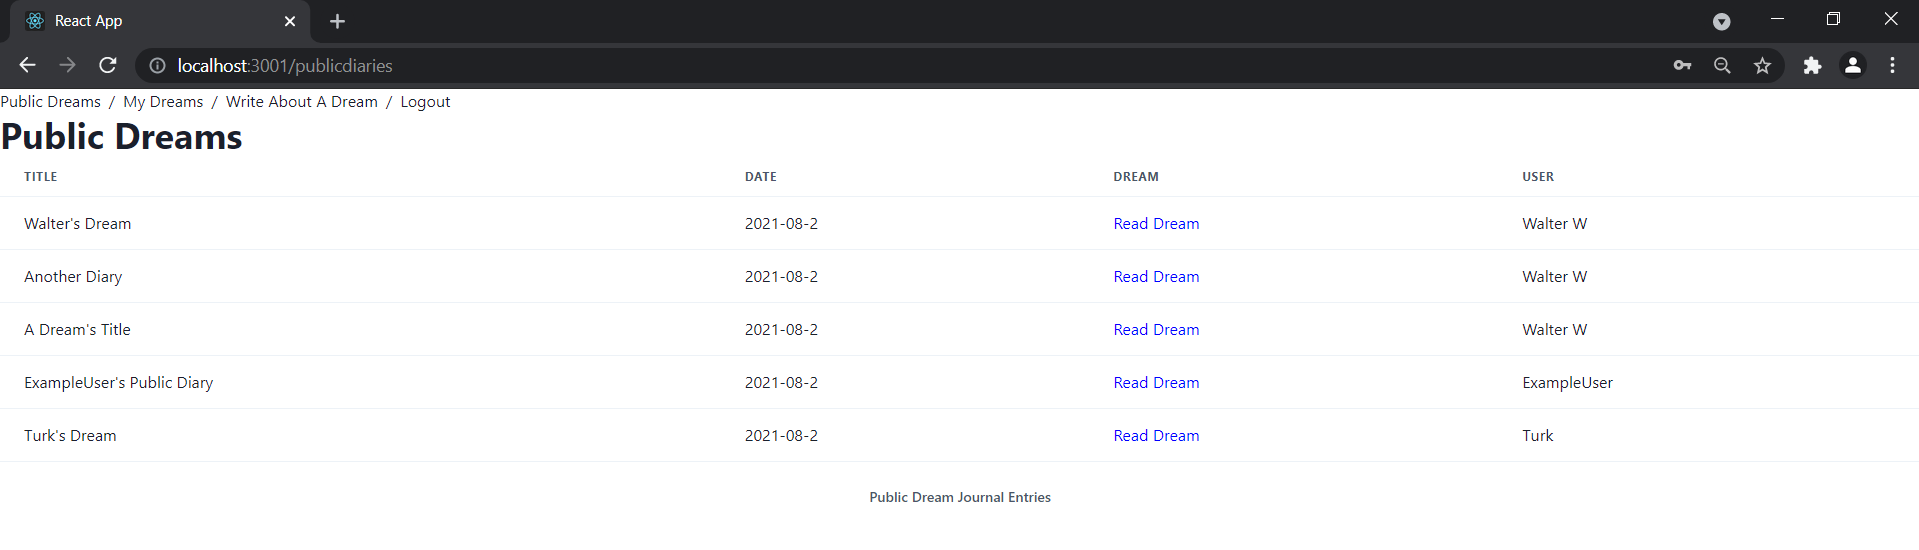 React App
localhost:3001/publicdiaries
Public Dreams / My Dreams / Write About A Dream / Logout
Public Dreams
TITLE DATE DREAM USER
Walter's Dream 2021-08-2 Read Dream Walter W
Another Diary 2021-08-2 Read Dream Walter W
A Dream's Title 2021-08-2 Read Dream Walter W
ExampleUser's Public Diary 2021-08-2 Read Dream ExampleUser
Turk's Dream 2021-08-2 Read Dream Turk
Public Dream Journal Entries